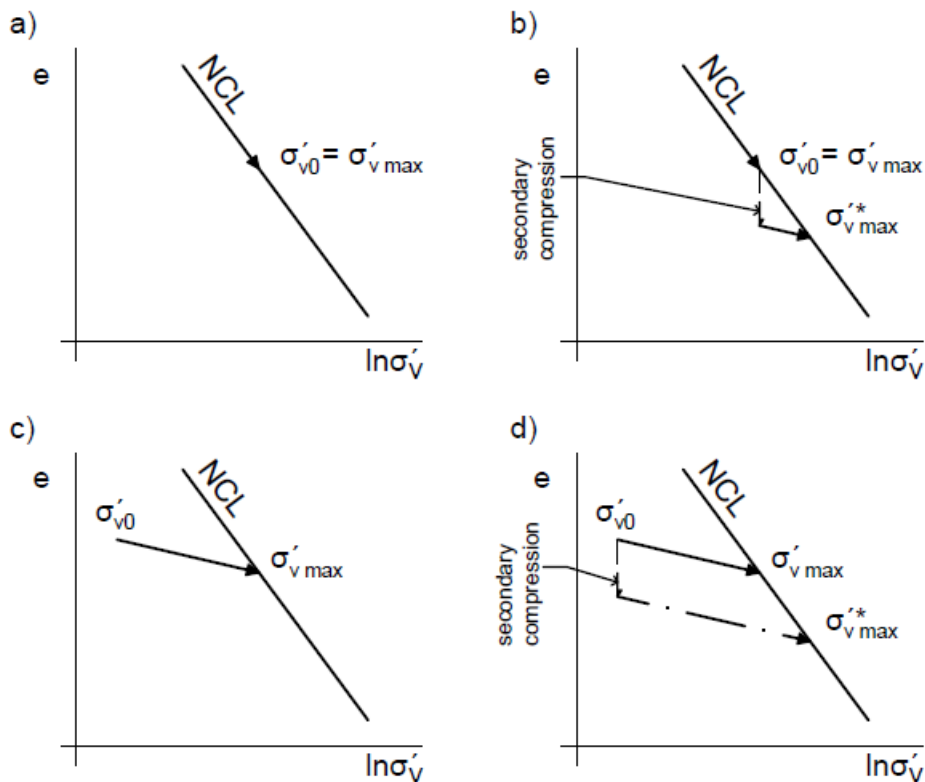 a)
e
NCL
σ′v0 = σ′v max
lnσ′v
b)
e
NCL
σ′v0 = σ′v max
σ′*v max
secondary
compression
lnσ′v
c)
e
NCL
σ′v0
σ′v max
lnσ′v
d)
e
NCL
σ′v0
σ′v max
σ′*v max
secondary
compression
lnσ′v